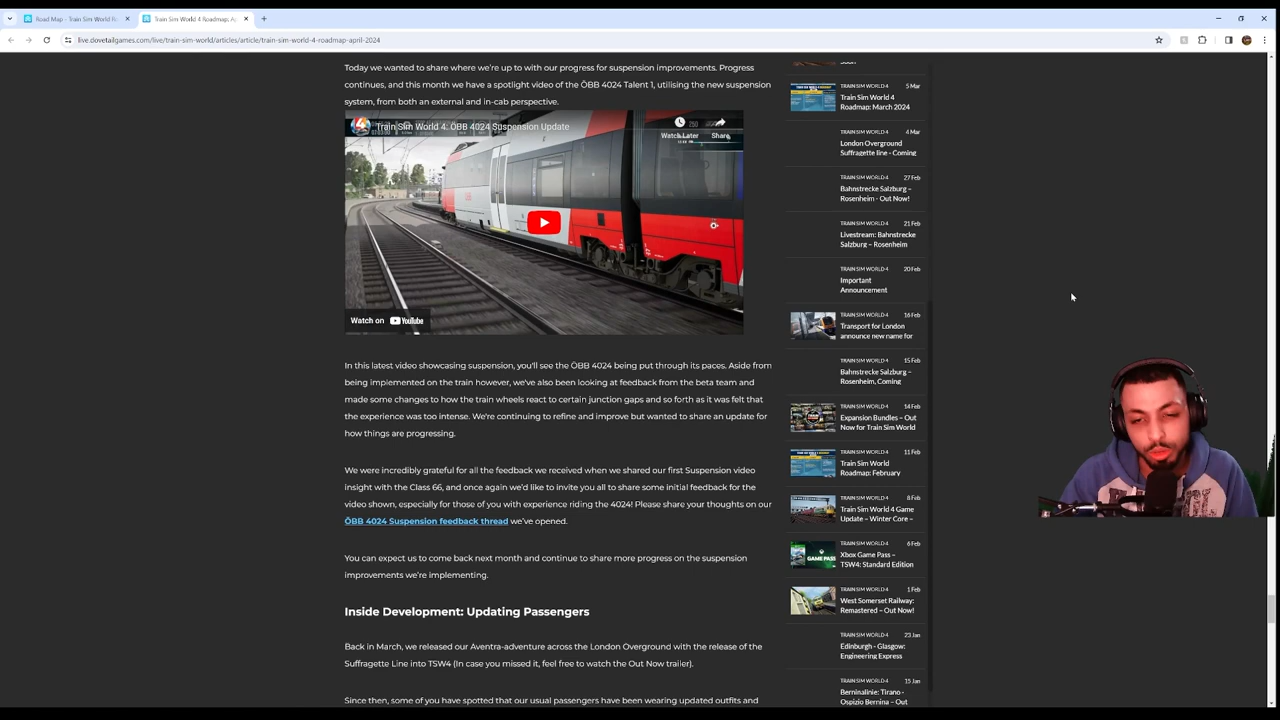 Road Map - Train Sim World R
Train Sim World 4 Roadmap: Ap
live.dovetailgames.com/live/train-sim-world/articles/article/train-sim-world-4-roadmap-april-2024
Today we wanted to share where we're up to with our progress for suspension improvements. Progress
continues, and this month we have a spotlight video of the ÖBB 4024 Talent 1, utilising the new suspension
system, from both an external and in-cab perspective.
Train Sim World 4: ÖBB 4024 Suspension Update
Watch Later
Share
Watch on YouTube
In this latest video showcasing suspension, you'll see the ÖBB 4024 being put through its paces. Aside from
being implemented on the train however, we've also been looking at feedback from the beta team and
made some changes to how the train wheels react to certain junction gaps and so forth as it was felt that
the experience was too intense. We're continuing to refine and improve but wanted to share an update for
how things are progressing.
We were incredibly grateful for all the feedback we received when we shared our first Suspension video
insight with the Class 66, and once again we'd like to invite you all to share some initial feedback for the
video shown, especially for those of you with experience riding the 4024! Please share your thoughts on our
ÖBB 4024 Suspension feedback thread we've opened.
You can expect us to come back next month and continue to share more progress on the suspension
improvements we're implementing.
Inside Development: Updating Passengers
Back in March, we released our Aventra-adventure across the London Overground with the release of the
Suffragette Line into TSW4 (In case you missed it, feel free to watch the Out Now trailer).
Since then, some of you have spotted that our usual passengers have been wearing updated outfits and
Soon
TRAIN SIM WORLD 4 5 Mar
Train Sim World 4
Roadmap: March 2024
TRAIN SIM WORLD 4 4 Mar
London Overground
Suffragette line - Coming
TRAIN SIM WORLD 4 27 Feb
Bahnstrecke Salzburg –
Rosenheim - Out Now!
TRAIN SIM WORLD 4 21 Feb
Livestream: Bahnstrecke
Salzburg – Rosenheim
TRAIN SIM WORLD 4 20 Feb
Important
Announcement
TRAIN SIM WORLD 4 16 Feb
Transport for London
announce new name for
TRAIN SIM WORLD 4 15 Feb
Bahnstrecke Salzburg –
Rosenheim, Coming
TRAIN SIM WORLD 4 14 Feb
Expansion Bundles – Out
Now for Train Sim World
TRAIN SIM WORLD 4 11 Feb
Train Sim World
Roadmap: February
TRAIN SIM WORLD 4 8 Feb
Train Sim World 4 Game
Update – Winter Core –
TRAIN SIM WORLD 4 6 Feb
Xbox Game Pass –
TSW4: Standard Edition
TRAIN SIM WORLD 4 1 Feb
West Somerset Railway:
Remastered – Out Now!
TRAIN SIM WORLD 4 23 Jan
Edinburgh - Glasgow:
Engineering Express
TRAIN SIM WORLD 4 15 Jan
Berninalinie: Tirano -
Ospizio Bernina – Out